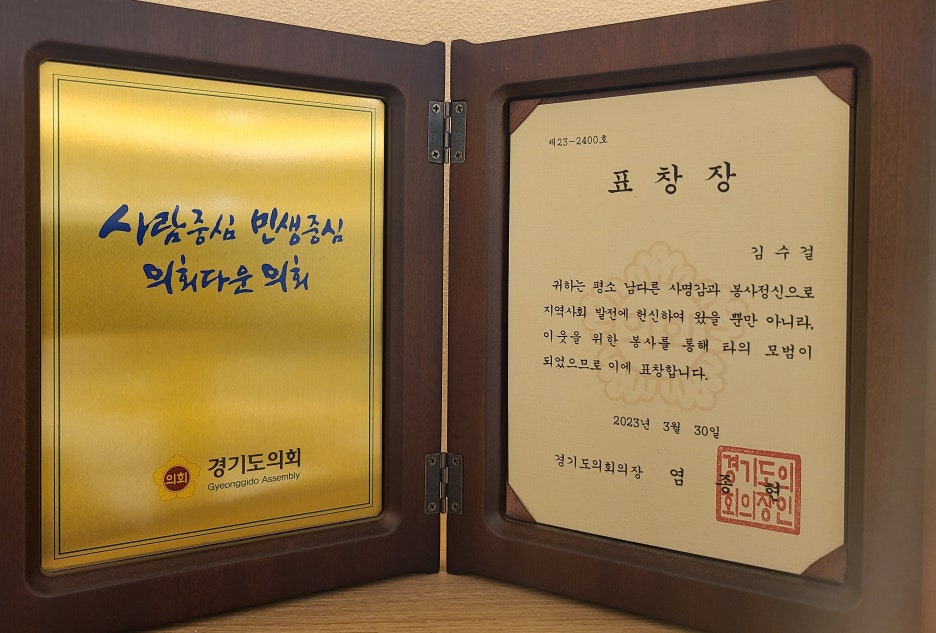 사람중심 민생중심
의회다운 의회
의회
경기도의회
Gyeonggido Assembly
제23-2400호
표 창 장
김 수 걸
귀하는 평소 남다른 사명감과 봉사정신으로
지역사회 발전에 헌신하여 왔을 뿐만 아니라,
이웃을 위한 봉사를 통해 타의 모범이
되었으므로 이에 표창합니다.
2023년 3월 30일
경기도의회의장 염 종 현
경기도의
회의장인